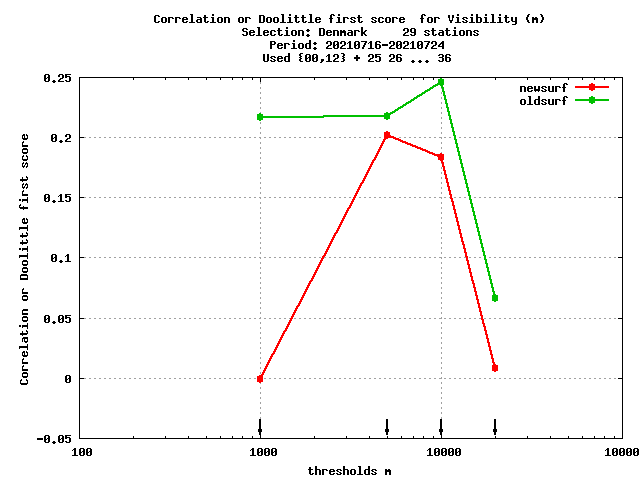 Correlation or Doolittle first score  for Visibility (m)
Selection: Denmark     29 stations
Period: 20210716-20210724
Used {00,12} + 25 26 ... 36
newsurf
oldsurf
Correlation or Doolittle first score
0.25
0.2
0.15
0.1
0.05
0
-0.05
100 1000 10000 10000
thresholds m